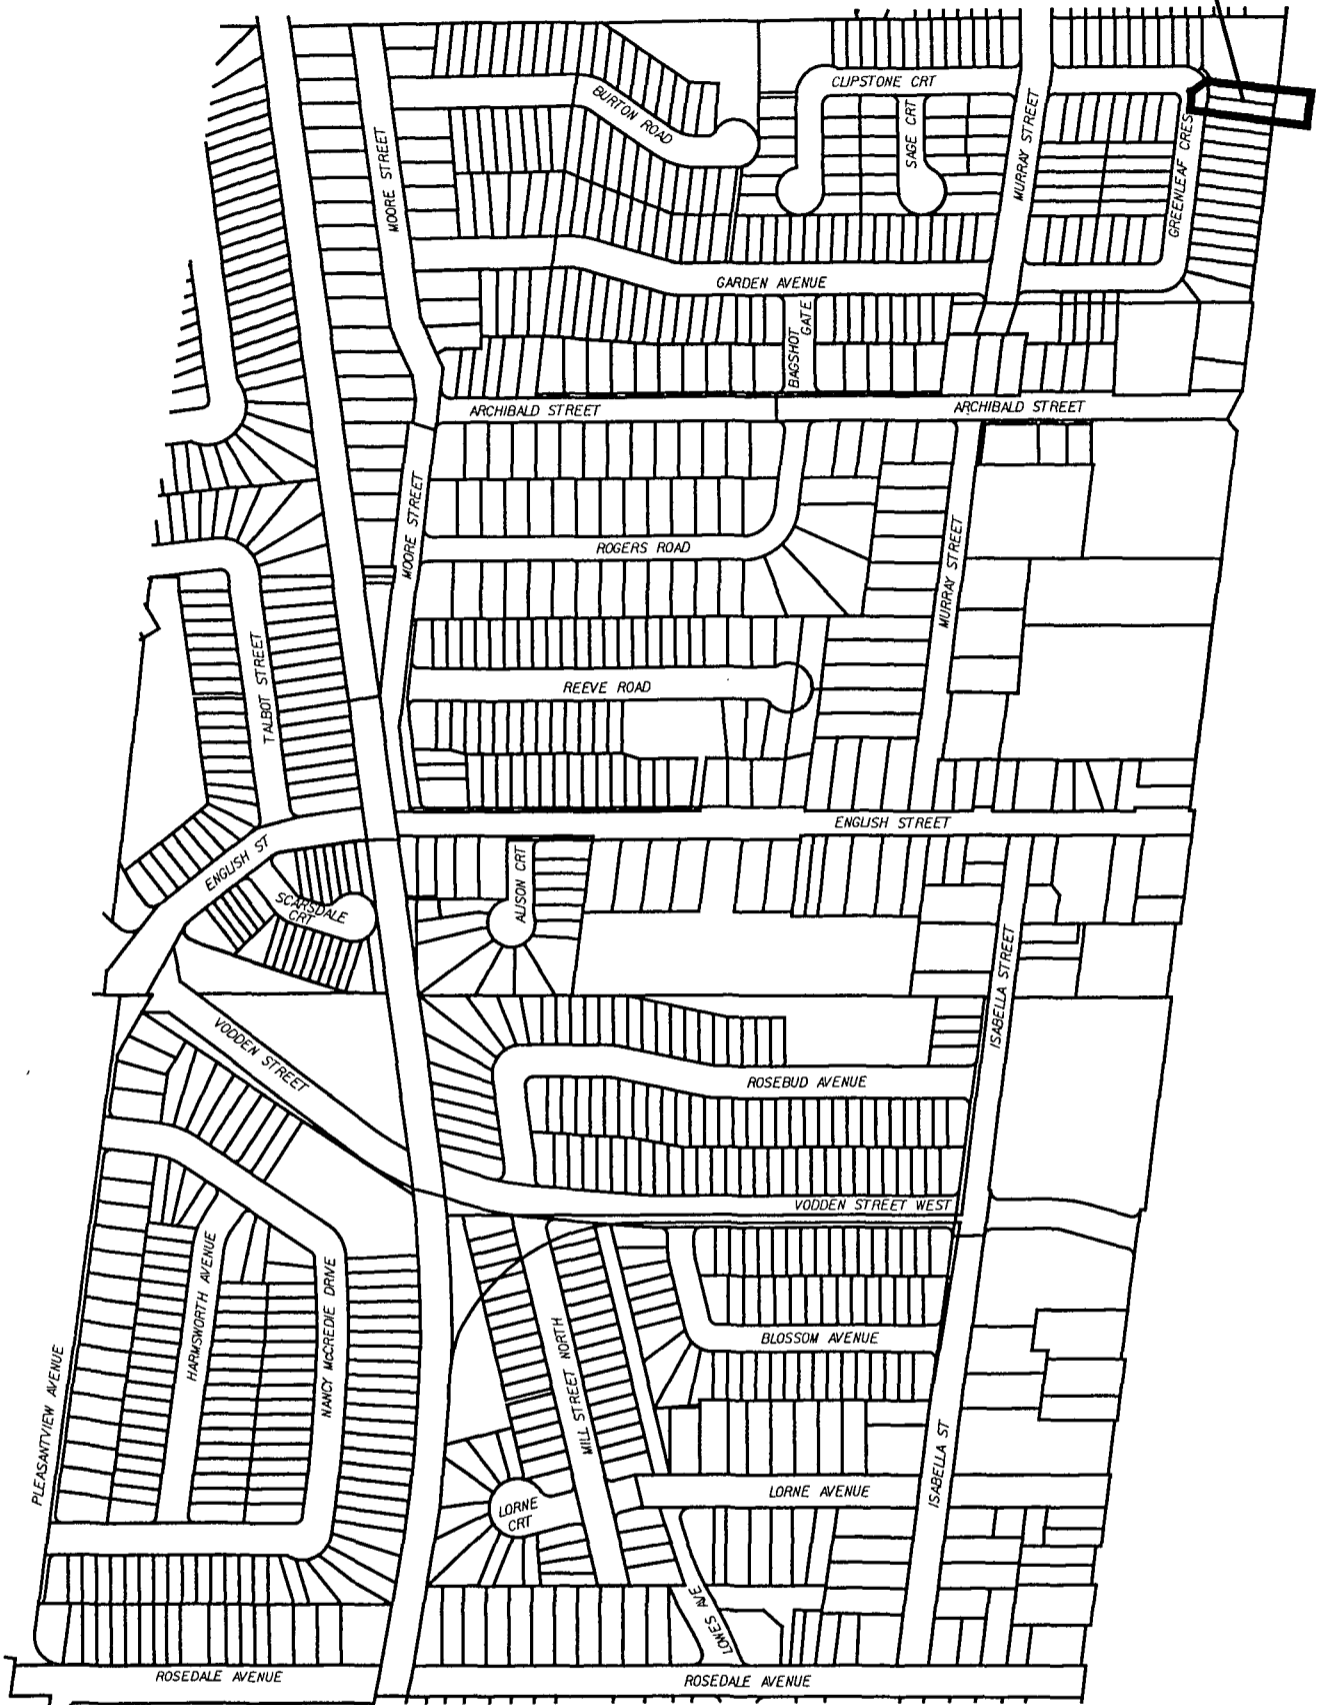 CLIPSTONE CRT
BURTON ROAD
SAGE CRT
MURRAY STREET
MOORE STREET
GREENLEAF CRES
GARDEN AVENUE
BAGSHOT
GATE
ARCHIBALD STREET
ARCHIBALD STREET
MOORE STREET
ROGERS ROAD
MURRAY STREET
TALBOT STREET
REEVE ROAD
ENGLISH STREET
ENGLISH ST
ALISON CRT
SCARSDALE
CRT
ISABELLA STREET
VODDEN STREET
ROSEBUD AVENUE
VODDEN STREET WEST
HARMSWORTH AVENUE
NANCY McCREDIE DRIVE
BLOSSOM AVENUE
MILL STREET NORTH
PLEASANTVIEW AVENUE
ISABELLA ST
LORNE AVENUE
LORNE
CRT
LOWES AVE
ROSEDALE AVENUE
ROSEDALE AVENUE